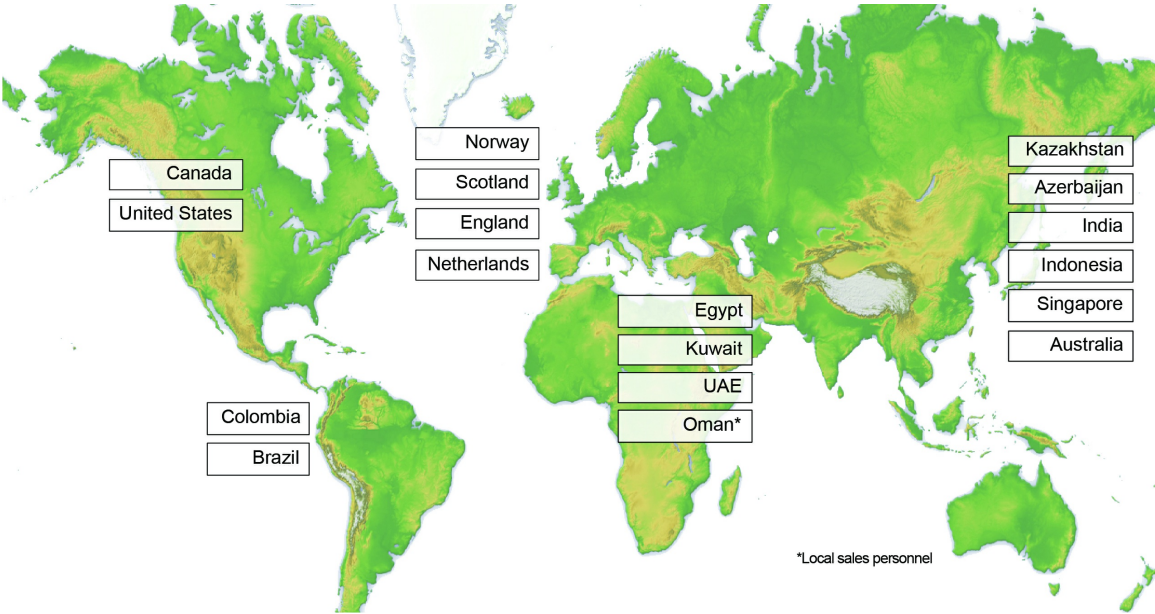 Canada
United States
Colombia
Brazil
Norway
Scotland
England
Netherlands
Egypt
Kuwait
UAE
Oman*
Kazakhstan
Azerbaijan
India
Indonesia
Singapore
Australia
*Local sales personnel